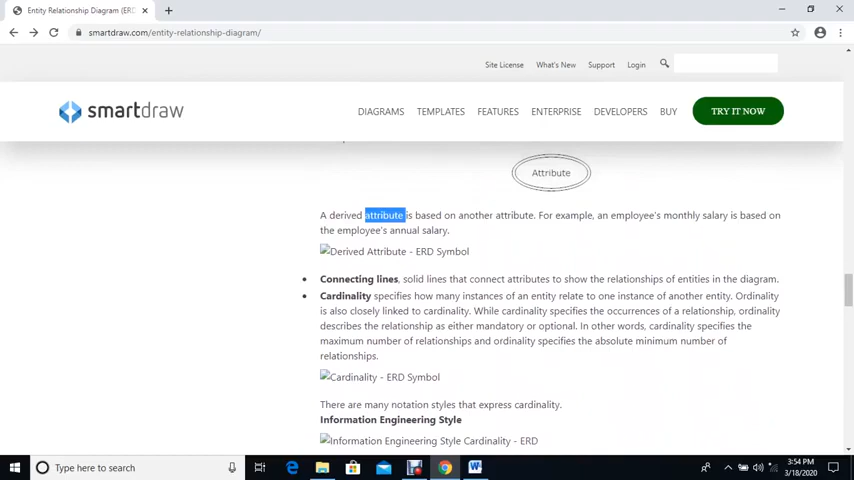 Entity Relationship Diagram (ERD
smartdraw.com/entity-relationship-diagram/
Site License What's New Support Login
smartdraw
DIAGRAMS TEMPLATES FEATURES ENTERPRISE DEVELOPERS BUY TRY IT NOW
Attribute
A derived attribute is based on another attribute. For example, an employee's monthly salary is based on
the employee's annual salary.
Derived Attribute - ERD Symbol
• Connecting lines, solid lines that connect attributes to show the relationships of entities in the diagram.
• Cardinality specifies how many instances of an entity relate to one instance of another entity. Ordinality
is also closely linked to cardinality. While cardinality specifies the occurrences of a relationship, ordinality
describes the relationship as either mandatory or optional. In other words, cardinality specifies the
maximum number of relationships and ordinality specifies the absolute minimum number of
relationships.
Cardinality - ERD Symbol
There are many notation styles that express cardinality.
Information Engineering Style
Information Engineering Style Cardinality - ERD
Type here to search
3:54 PM
3/18/2020